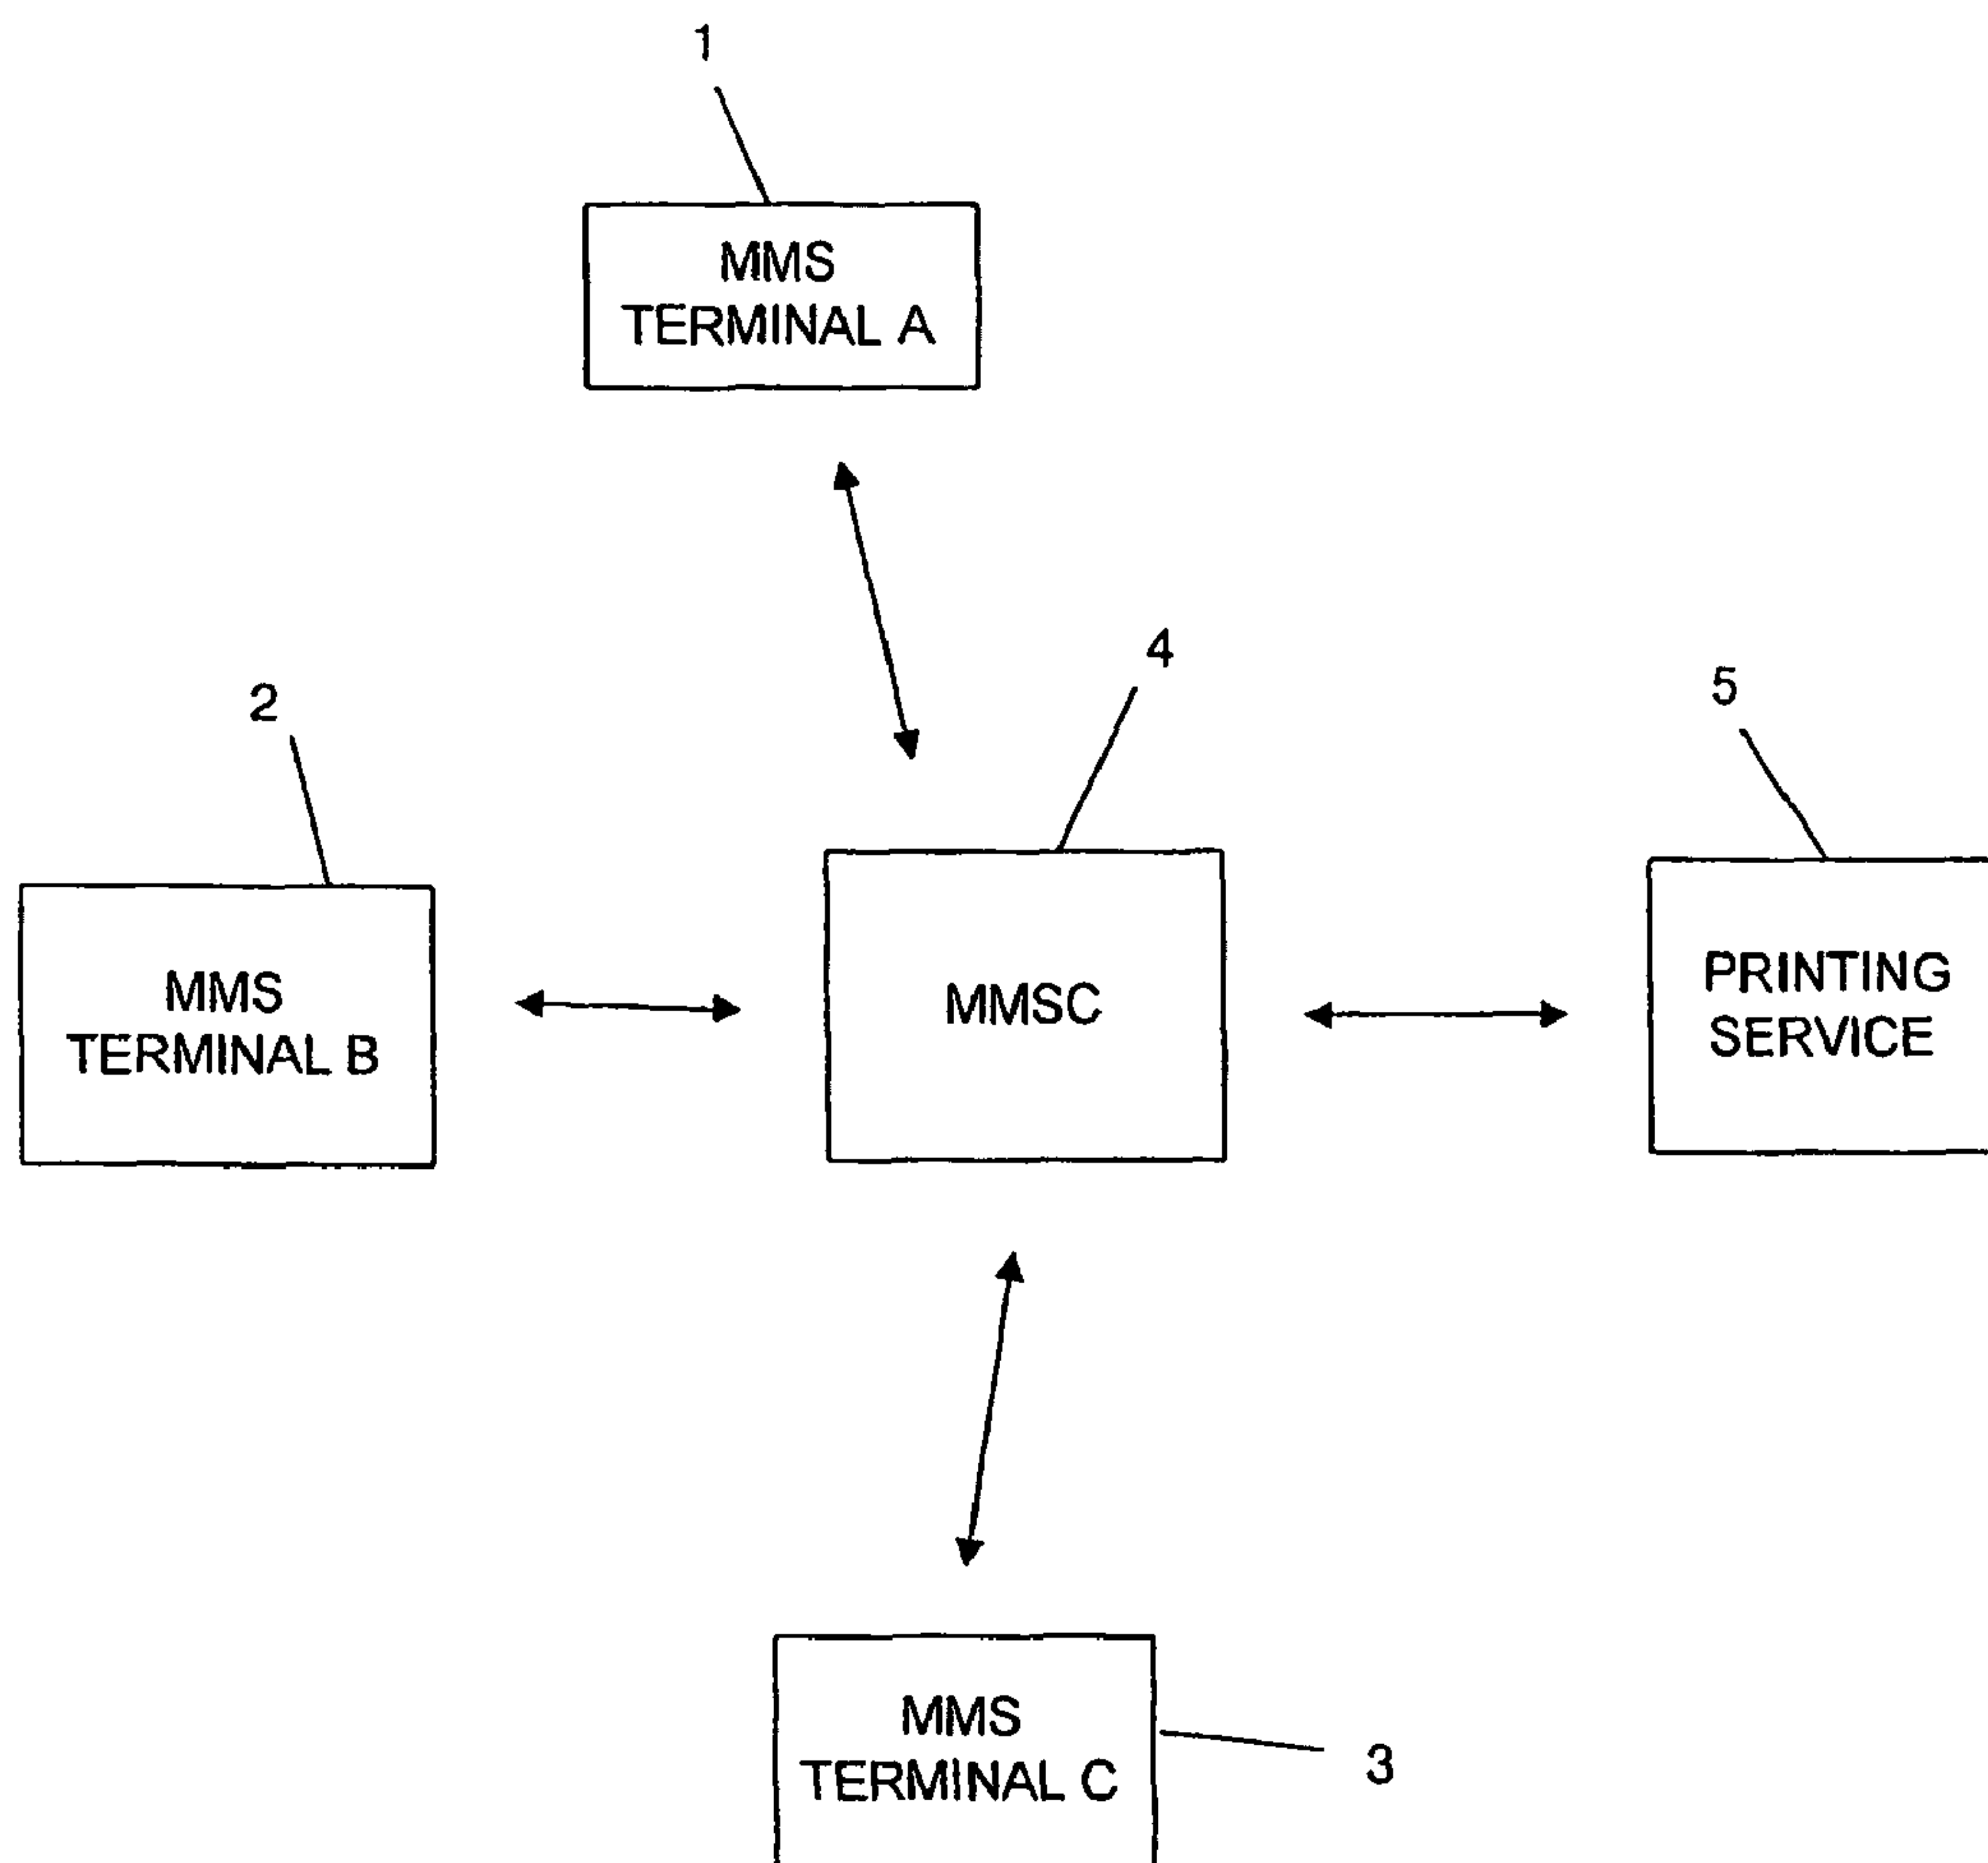 1
MMS
TERMINAL A
4
5
2
MMS
TERMINAL B
MMSC
PRINTING
SERVICE
MMS
TERMINAL C
3